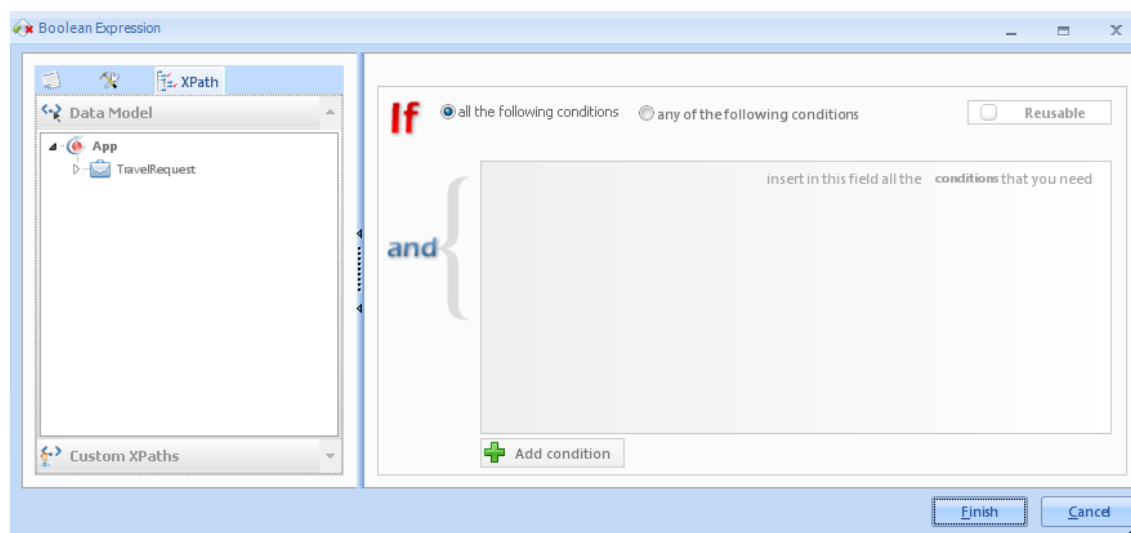 Boolean Expression
XPath
Data Model
App
TravelRequest
Custom XPaths
If all the following conditions any of the following conditions Reusable
insert in this field all the conditions that you need
and
Add condition
Finish Cancel